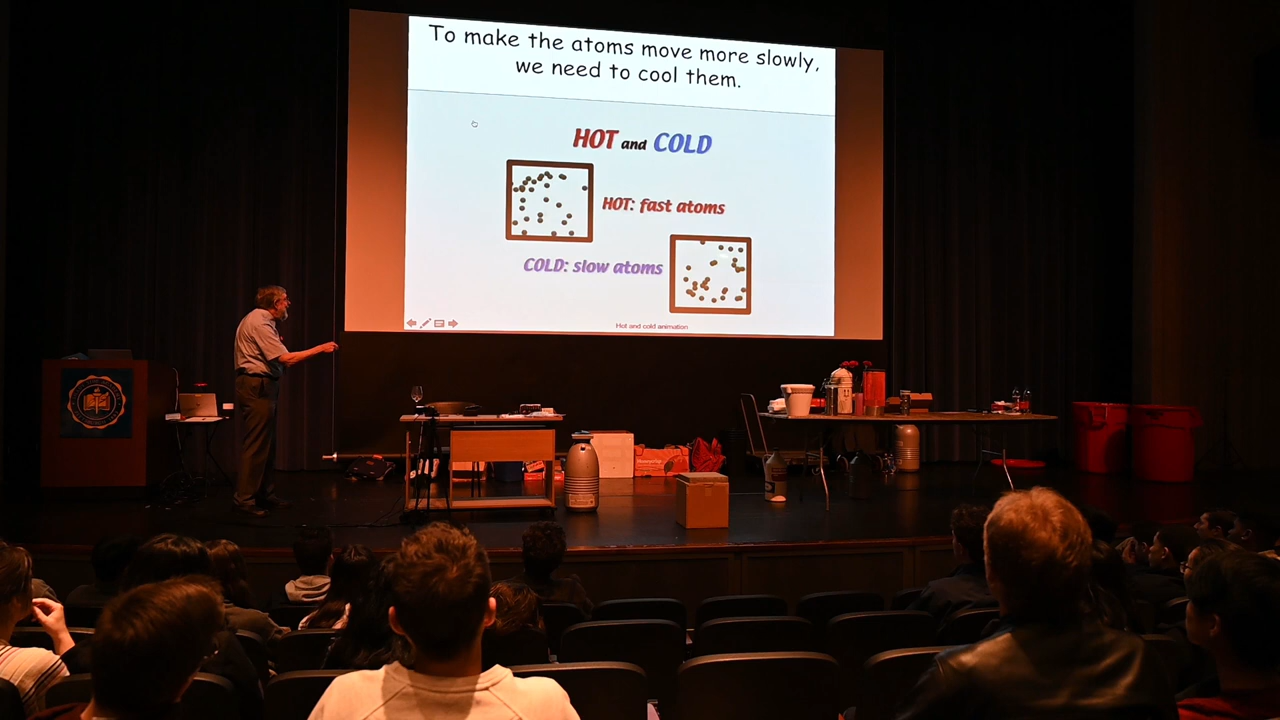 To make the atoms move more slowly,
we need to cool them.
HOT and COLD
HOT: fast atoms
COLD: slow atoms
Hot and cold animation